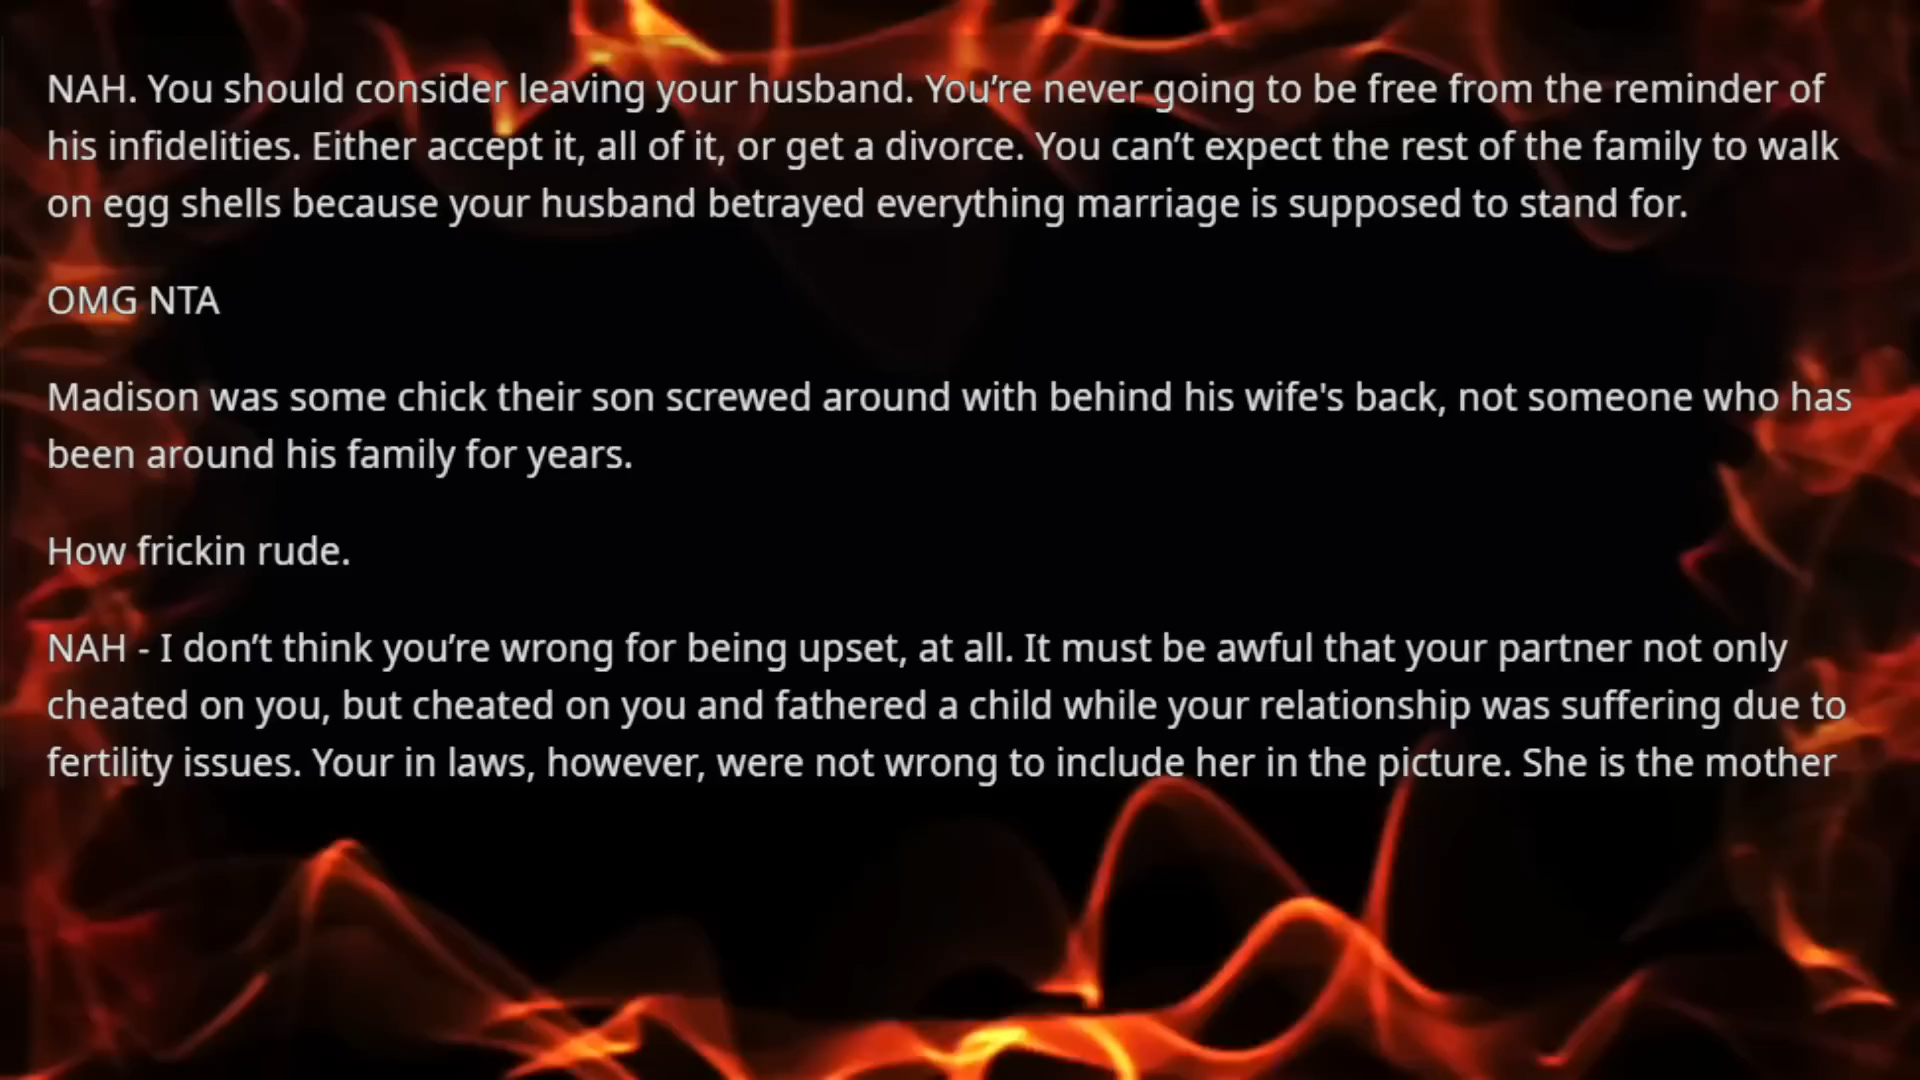 NAH. You should consider leaving your husband. You’re never going to be free from the reminder of
his infidelities. Either accept it, all of it, or get a divorce. You can’t expect the rest of the family to walk
on egg shells because your husband betrayed everything marriage is supposed to stand for.
OMG NTA
Madison was some chick their son screwed around with behind his wife's back, not someone who has
been around his family for years.
How frickin rude.
NAH - I don’t think you’re wrong for being upset, at all. It must be awful that your partner not only
cheated on you, but cheated on you and fathered a child while your relationship was suffering due to
fertility issues. Your in laws, however, were not wrong to include her in the picture. She is the mother